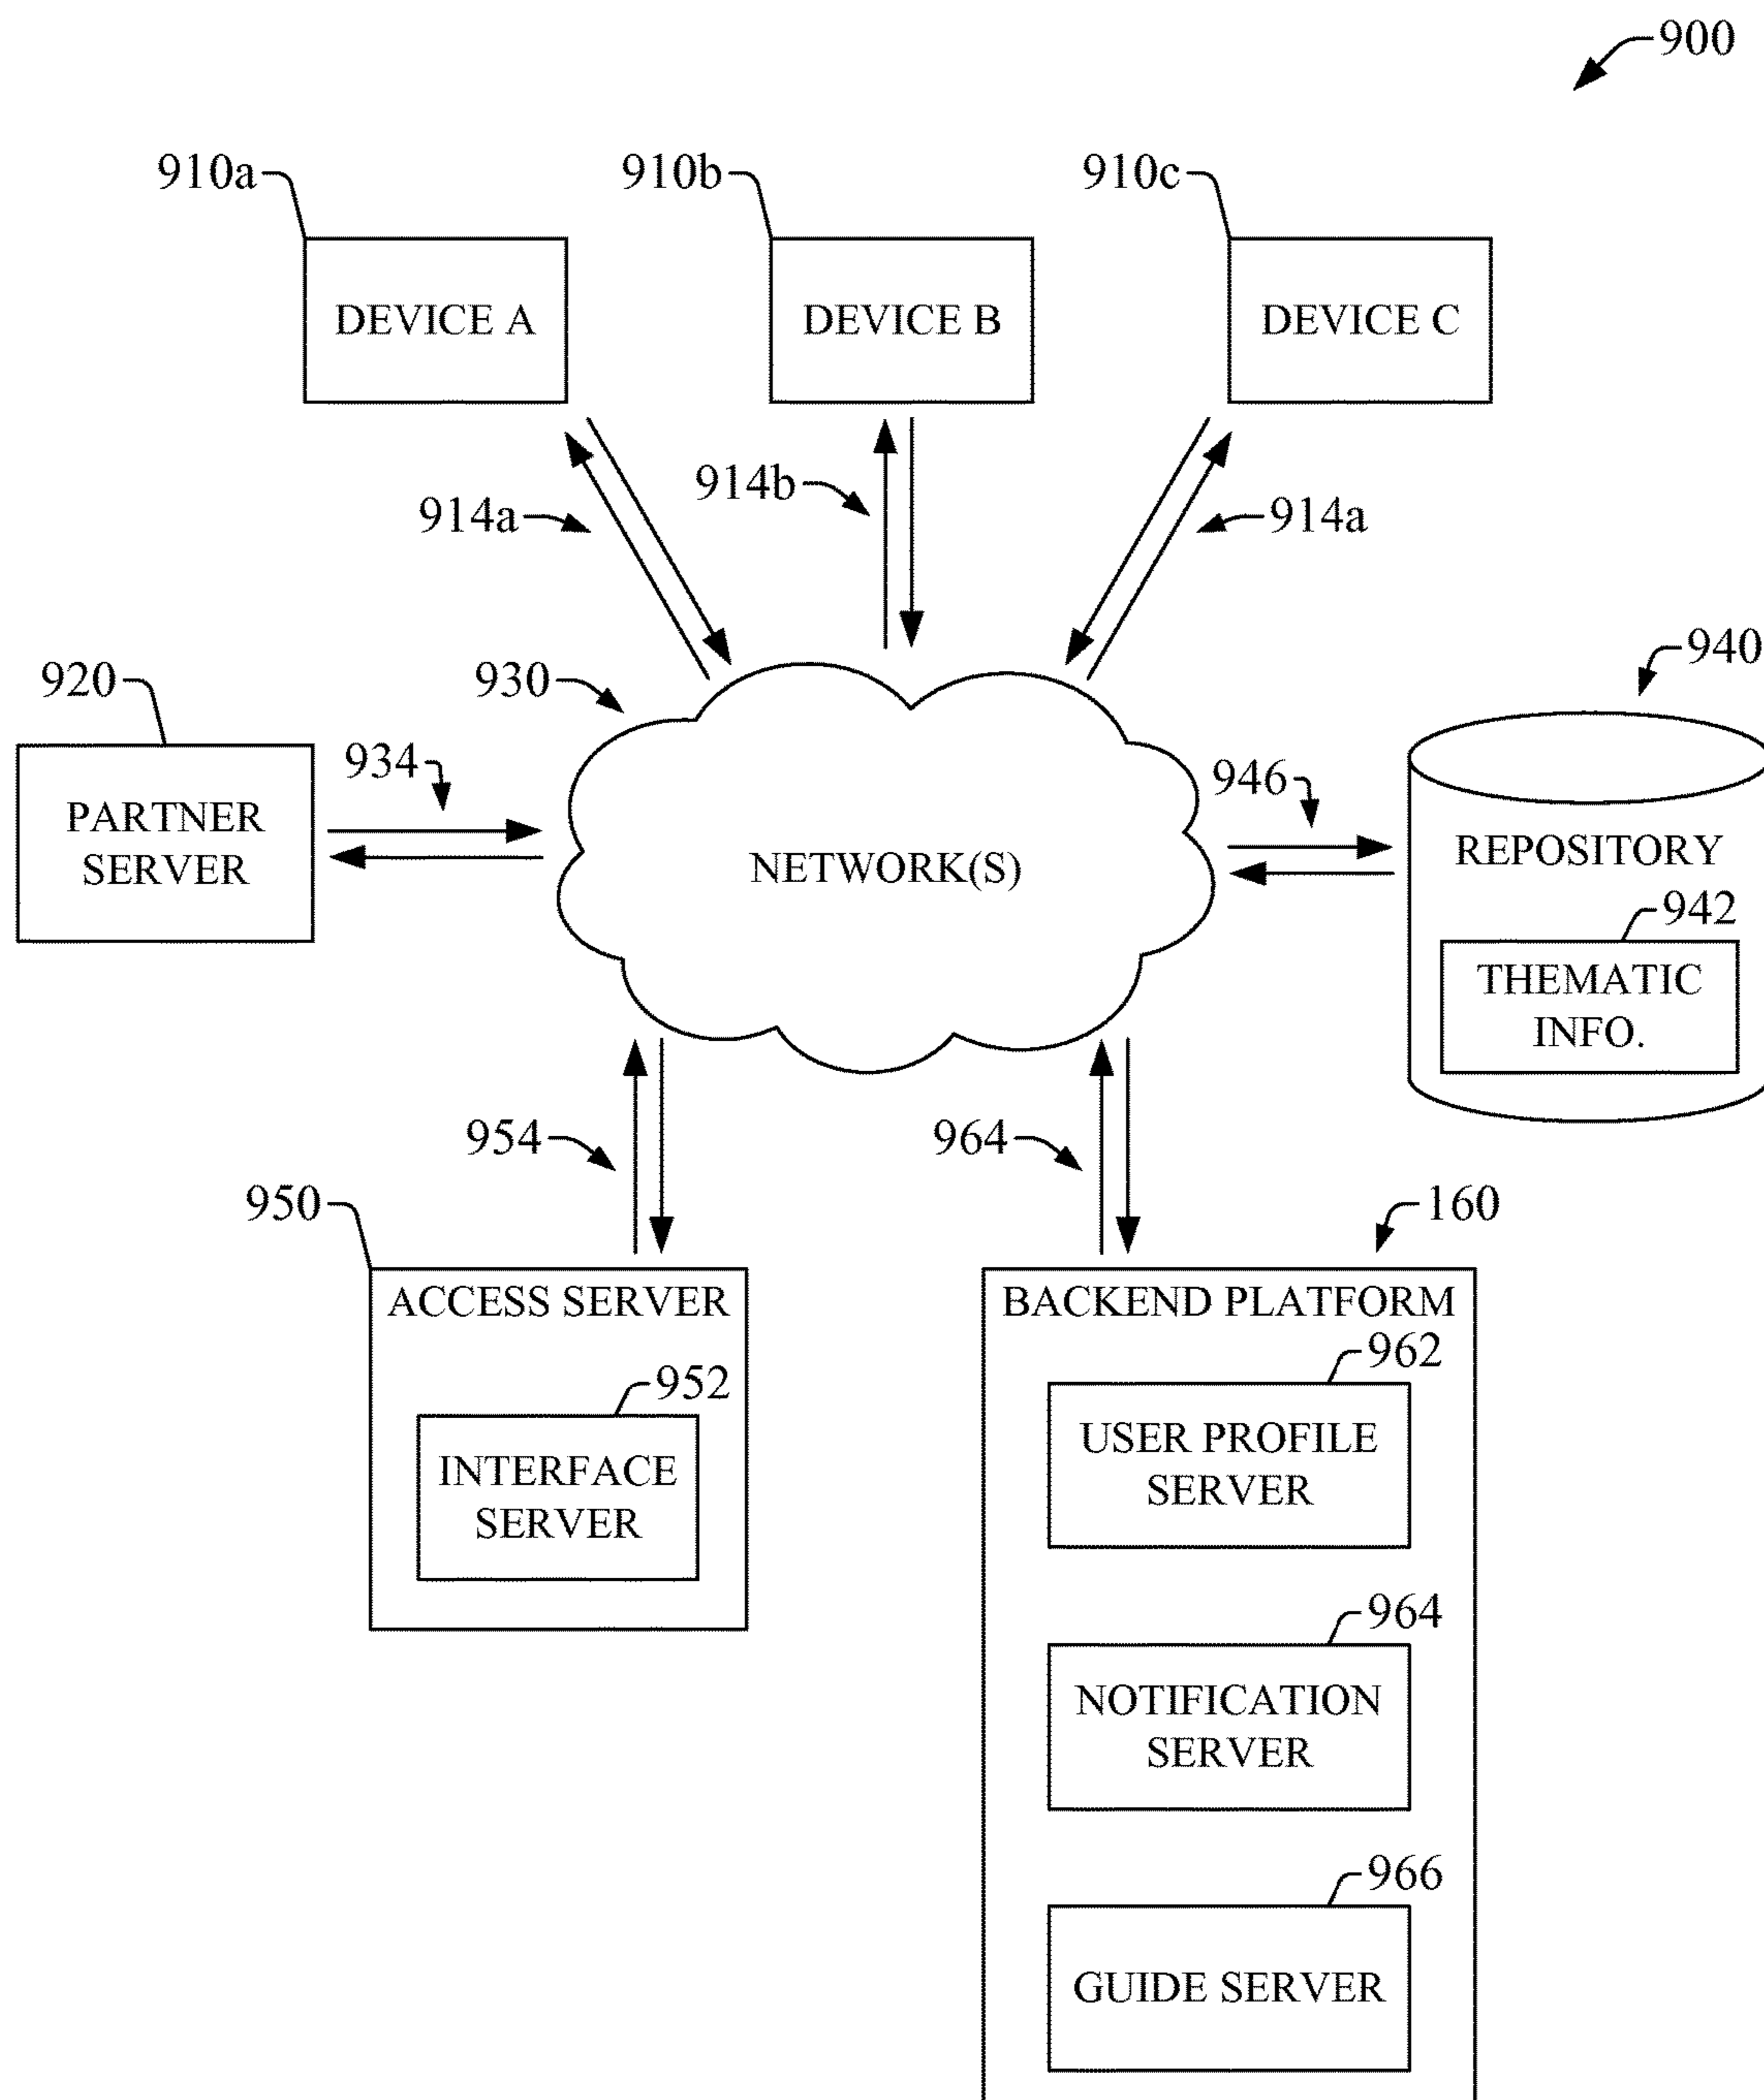 900
910a
910b
910c
DEVICE A
DEVICE B
DEVICE C
914a
914b
914a
920
930
940
934
946
PARTNER
SERVER
NETWORK(S)
REPOSITORY
942
THEMATIC
INFO.
954
964
950
160
ACCESS SERVER
952
INTERFACE
SERVER
BACKEND PLATFORM
962
USER PROFILE
SERVER
964
NOTIFICATION
SERVER
966
GUIDE SERVER